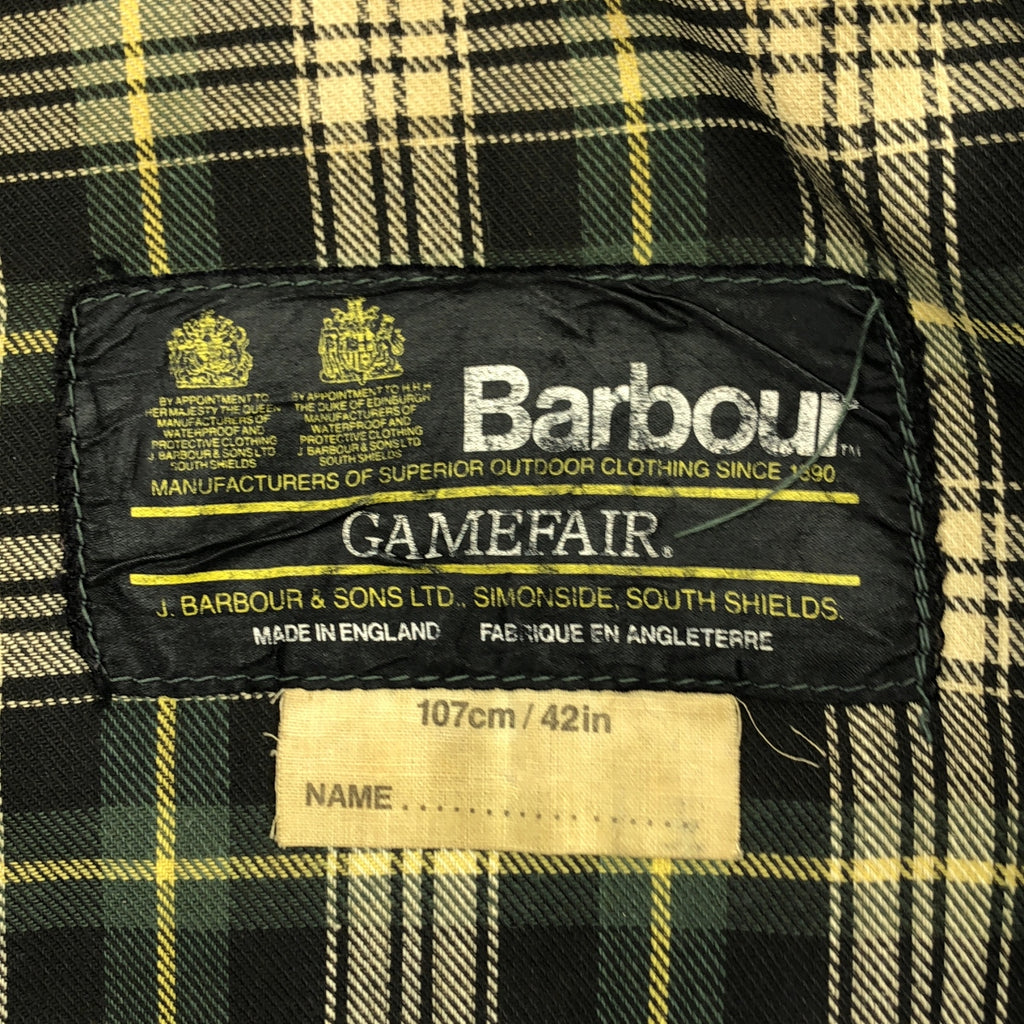 BY APPOINTMENT TO
HER MAJESTY THE QUEEN
MANUFACTURERS OF
WATERPROOF AND
PROTECTIVE CLOTHING
J. BARBOUR & SONS LTD
SOUTH SHIELDS
BY APPOINTMENT TO H.R.H
THE DUKE OF EDINBURGH
MANUFACTURERS OF
WATERPROOF AND
PROTECTIVE CLOTHING
J. BARBOUR & SONS LTD
SOUTH SHIELDS
Barbour™
MANUFACTURERS OF SUPERIOR OUTDOOR CLOTHING SINCE 1890
GAMEFAIR®
J. BARBOUR & SONS LTD., SIMONSIDE, SOUTH SHIELDS.
MADE IN ENGLAND FABRIQUE EN ANGLETERRE
107cm / 42in
NAME..............................